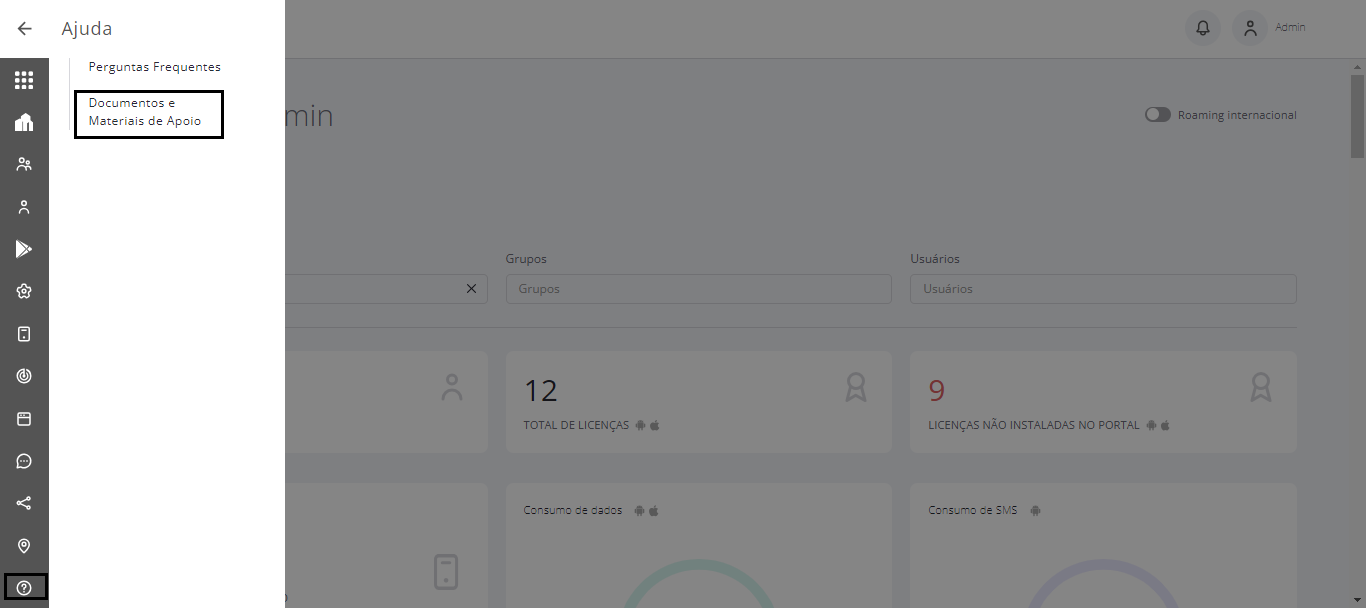 Ajuda
Admin
Perguntas Frequentes
Documentos e
Materiais de Apoio
min
Roaming internacional
Grupos
Usuários
Grupos
Usuários
12
9
TOTAL DE LICENÇAS
LICENÇAS NÃO INSTALADAS NO PORTAL
Consumo de dados
Consumo de SMS